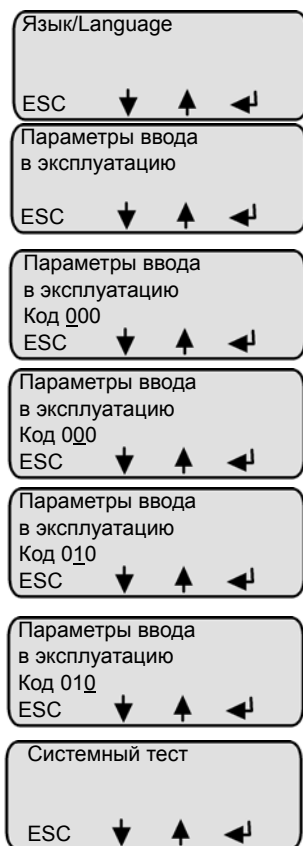 Язык/Language
ESC
Параметры ввода
в эксплуатацию
ESC
Параметры ввода
в эксплуатацию
Код 000
ESC
Параметры ввода
в эксплуатацию
Код 000
ESC
Параметры ввода
в эксплуатацию
Код 010
ESC
Параметры ввода
в эксплуатацию
Код 010
ESC
Системный тест
ESC